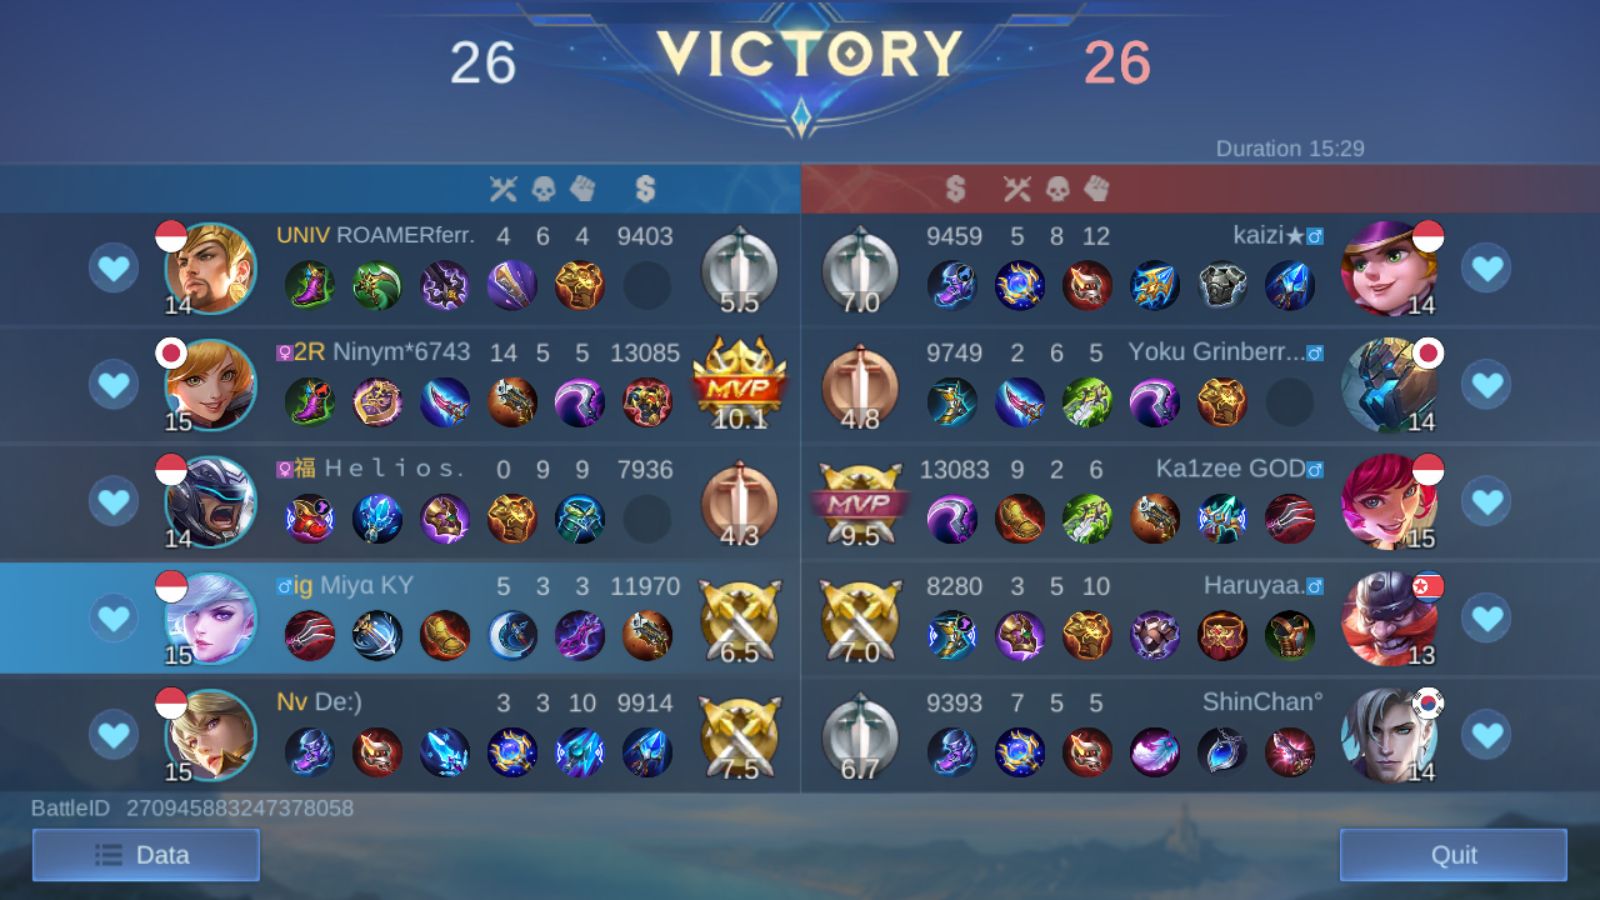 26 VICTORY 26
Duration 15:29
UNIV ROAMERferr. 4 6 4 9403
14 5.5
2R Ninym*6743 14 5 5 13085
15 MVP 10.1
福 Ｈｅｌｉｏｓ. 0 9 9 7936
14 4.3
ig Miyα KY 5 3 3 11970
15 6.5
Nv De:) 3 3 10 9914
15 7.5
9459 5 8 12 kaizi★
7.0 14
9749 2 6 5 Yoku Grinberr...
4.8 14
13083 9 2 6 Ka1zee GOD
MVP 9.5 15
8280 3 5 10 Haruyaa.
7.0 13
9393 7 5 5 ShinChan°
6.7 14
BattleID 270945883247378058
Data
Quit